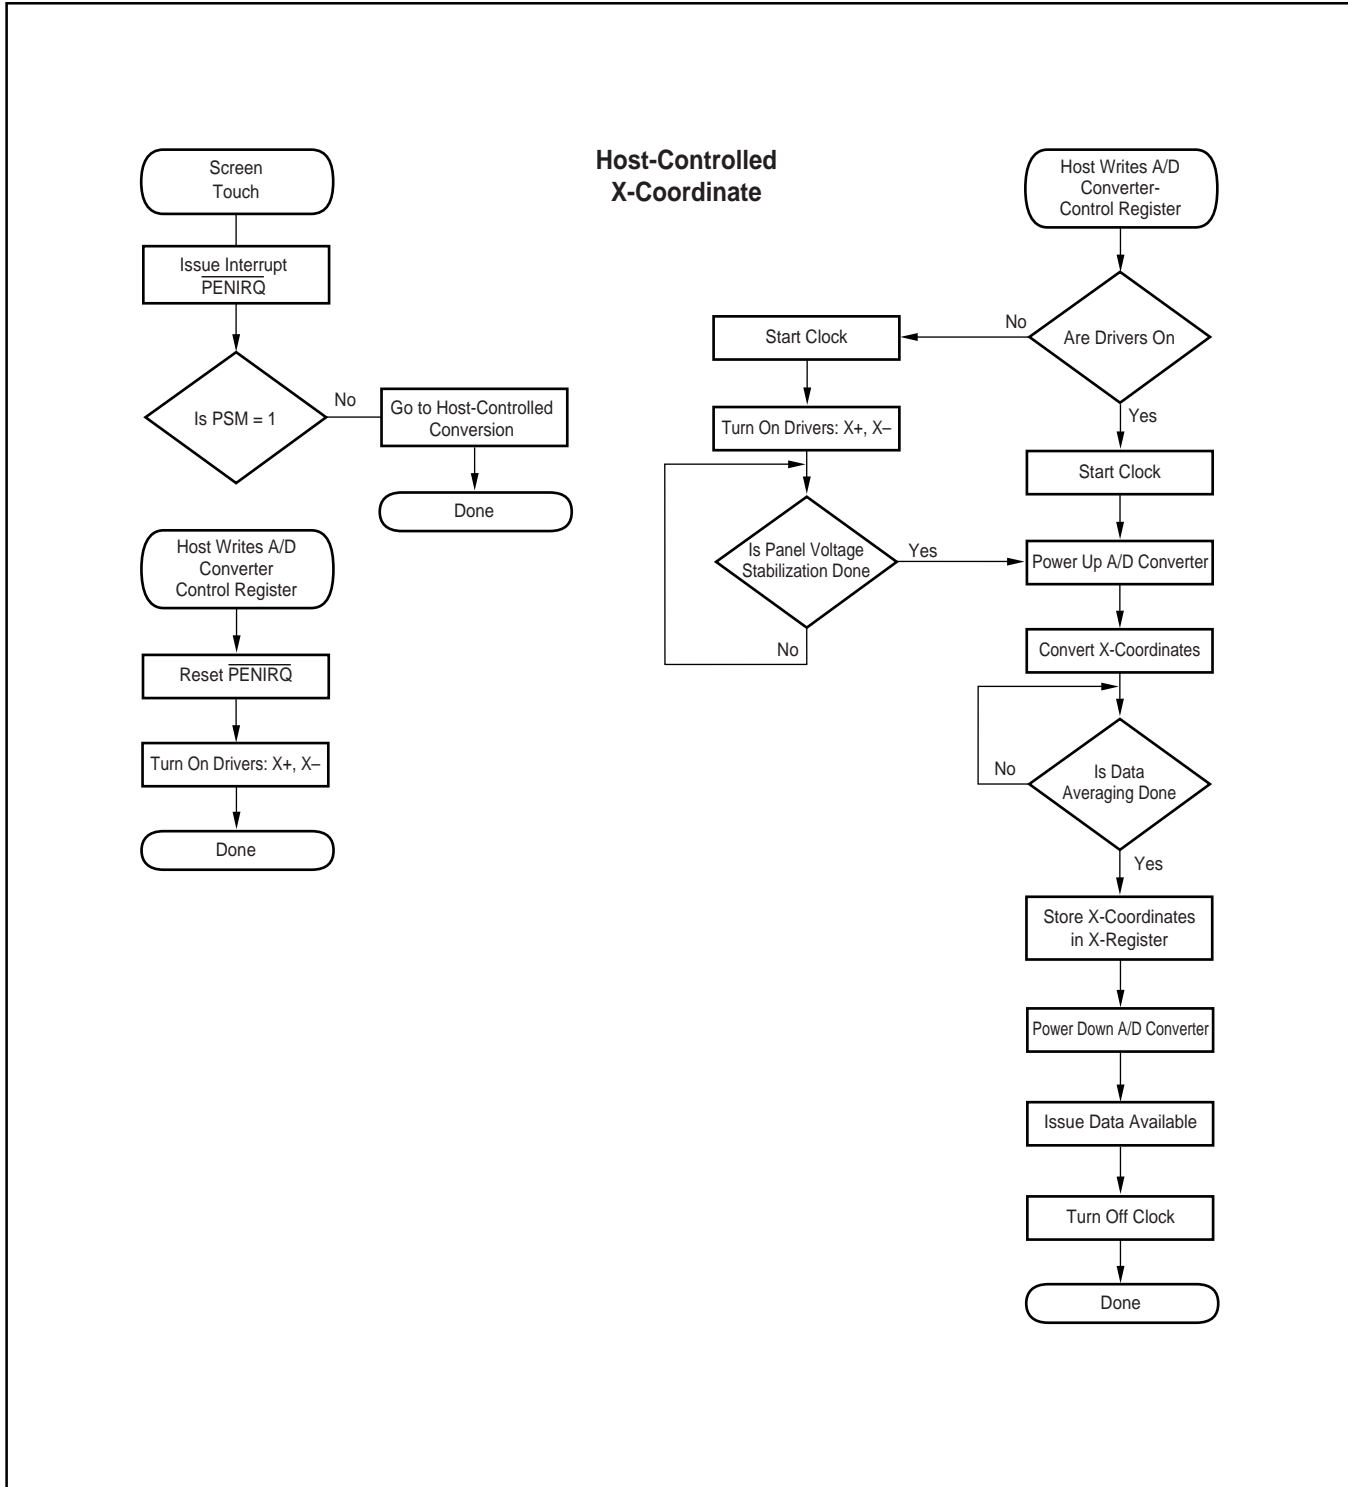 Host-Controlled
X-Coordinate
Screen
Touch
Issue Interrupt
PENIRQ
Is PSM = 1
No
Go to Host-Controlled
Conversion
Done
Host Writes A/D
Converter
Control Register
Reset PENIRQ
Turn On Drivers: X+, X–
Done
Host Writes A/D
Converter-
Control Register
Are Drivers On
No
Start Clock
Turn On Drivers: X+, X–
Is Panel Voltage
Stabilization Done
No
Yes
Yes
Start Clock
Power Up A/D Converter
Convert X-Coordinates
Is Data
Averaging Done
No
Yes
Store X-Coordinates
in X-Register
Power Down A/D Converter
Issue Data Available
Turn Off Clock
Done